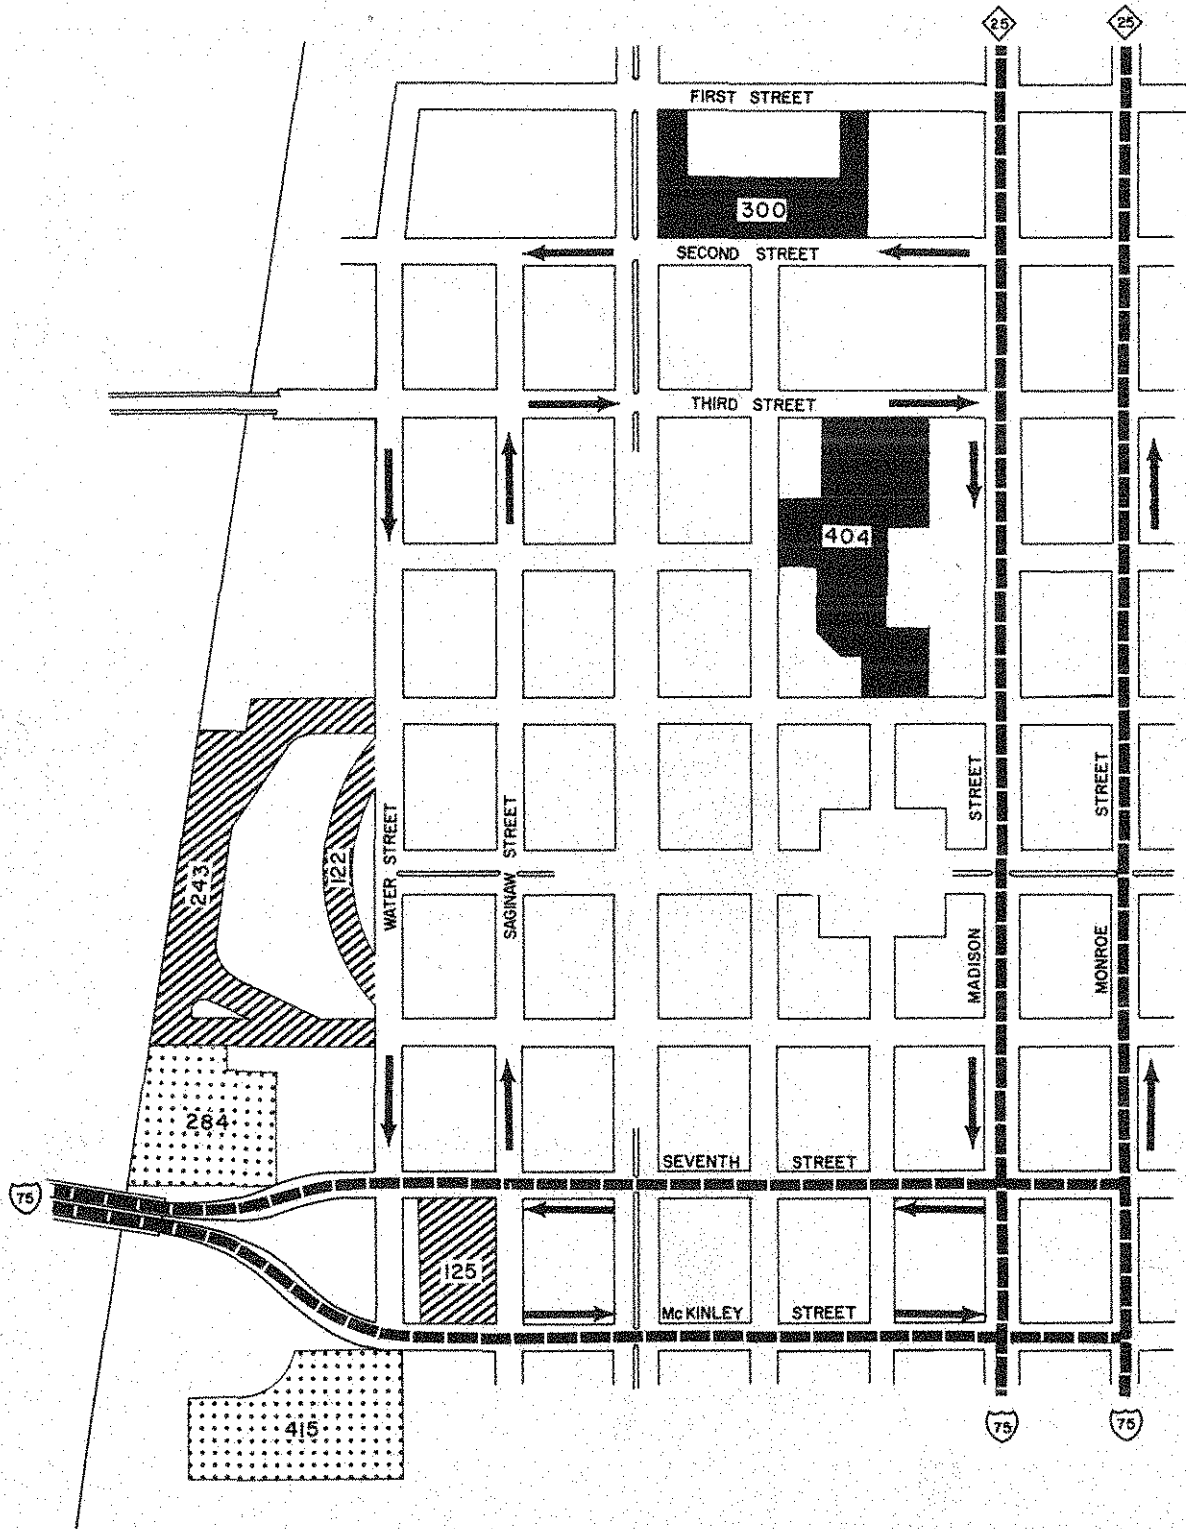 25
25
FIRST STREET
300
SECOND STREET
THIRD STREET
404
STREET
STREET
WATER STREET
SAGINAW STREET
122
243
MADISON
MONROE
284
SEVENTH STREET
75
125
McKINLEY STREET
415
75
75